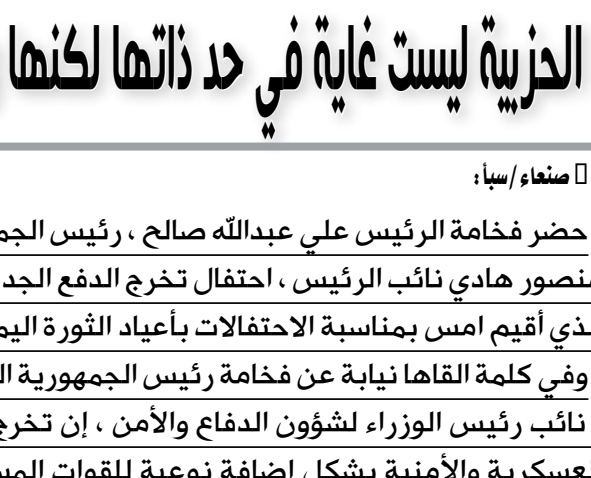 الحزبية ليست غاية في حد ذاتها لكنها
صنعاء/سبأ:
حضر فخامة الرئيس علي عبدالله صالح ، رئيس الجم
منصور هادي نائب الرئيس ، احتفال تخرج الدفع الجد
ذي أقيم امس بمناسبة الاحتفالات بأعياد الثورة اليم
وفي كلمة القاها نيابة عن فخامة رئيس الجمهورية ال
نائب رئيس الوزراء لشؤون الدفاع والأمن ، إن تخرج
لعسكرية والأمنية يشكل إضافة نوعية للقوات المس